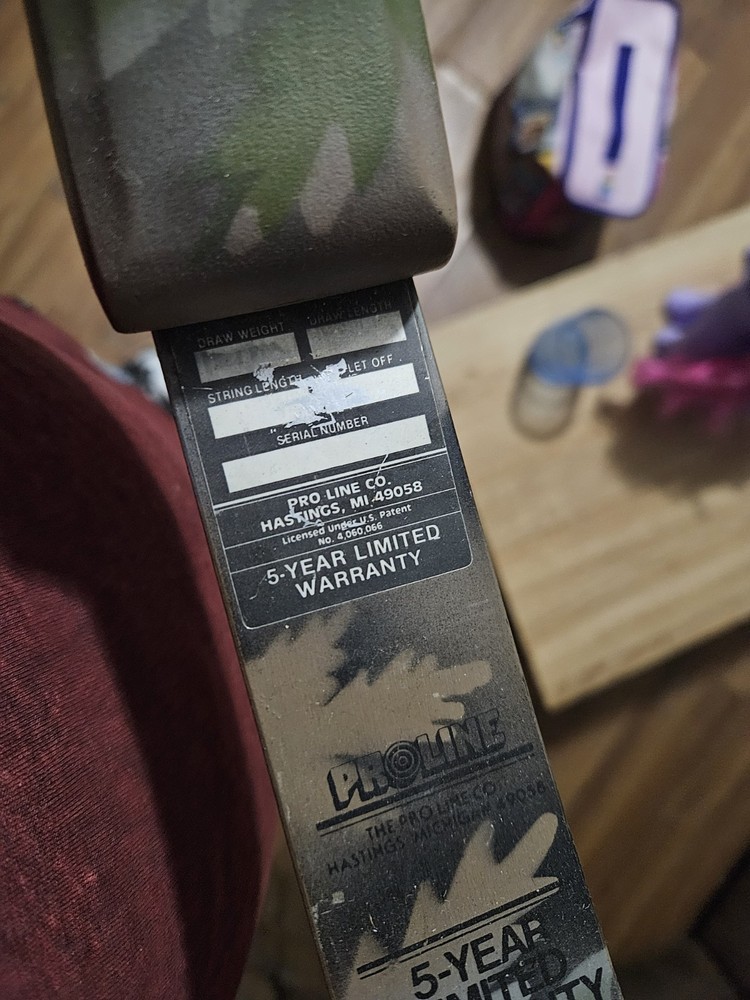 DRAW WEIGHT DRAW LENGTH
STRING LENGTH LET OFF
SERIAL NUMBER
PRO LINE CO.
HASTINGS, MI 49058
Licensed Under U.S. Patent
No. 4,060,066
5-YEAR LIMITED
WARRANTY
PROLINE
THE PRO LINE CO.
HASTINGS, MICHIGAN 49058
5-YEAR
LIMITED